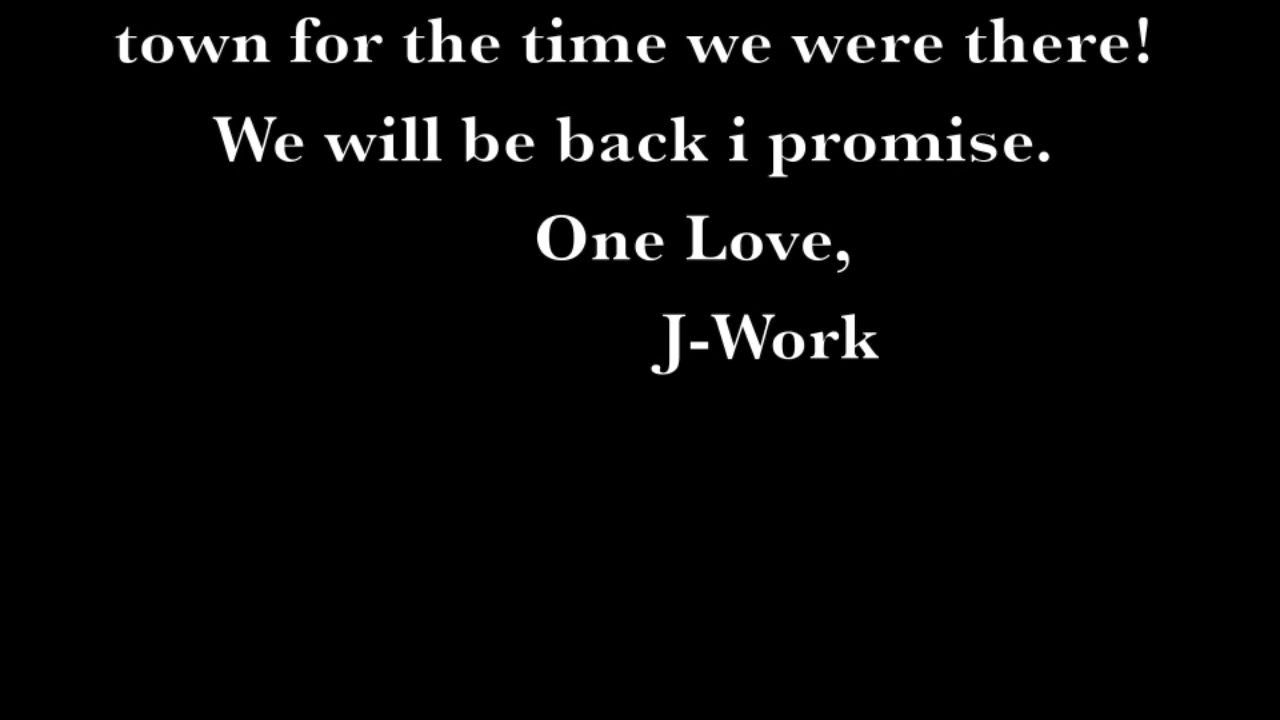 town for the time we were there!
We will be back i promise.
One Love,
J-Work